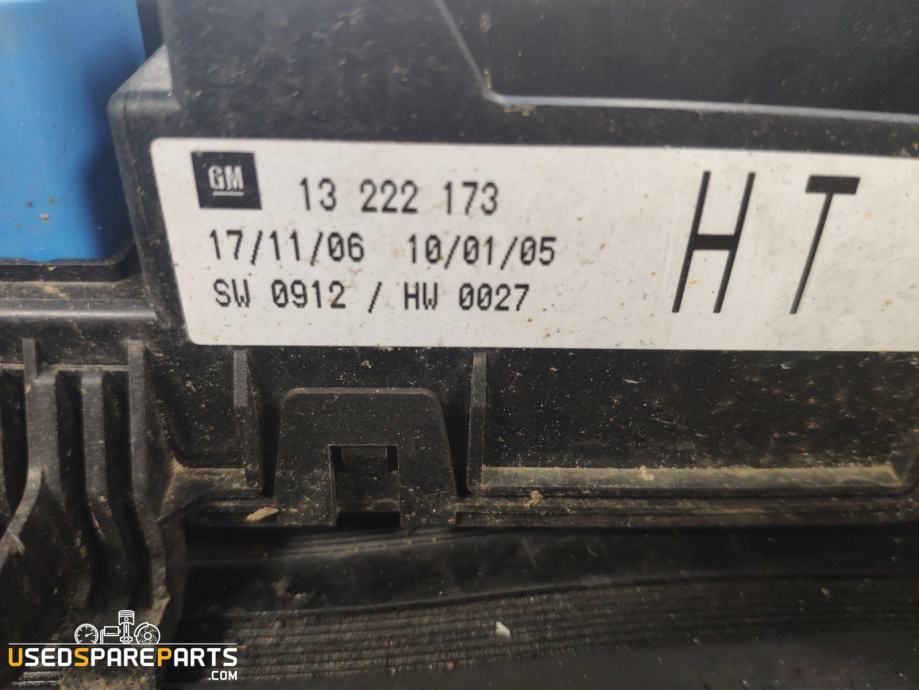 GM 13 222 173 HT
17/11/06 10/01/05
SW 0912 / HW 0027
USEDSPAREPARTS
.COM